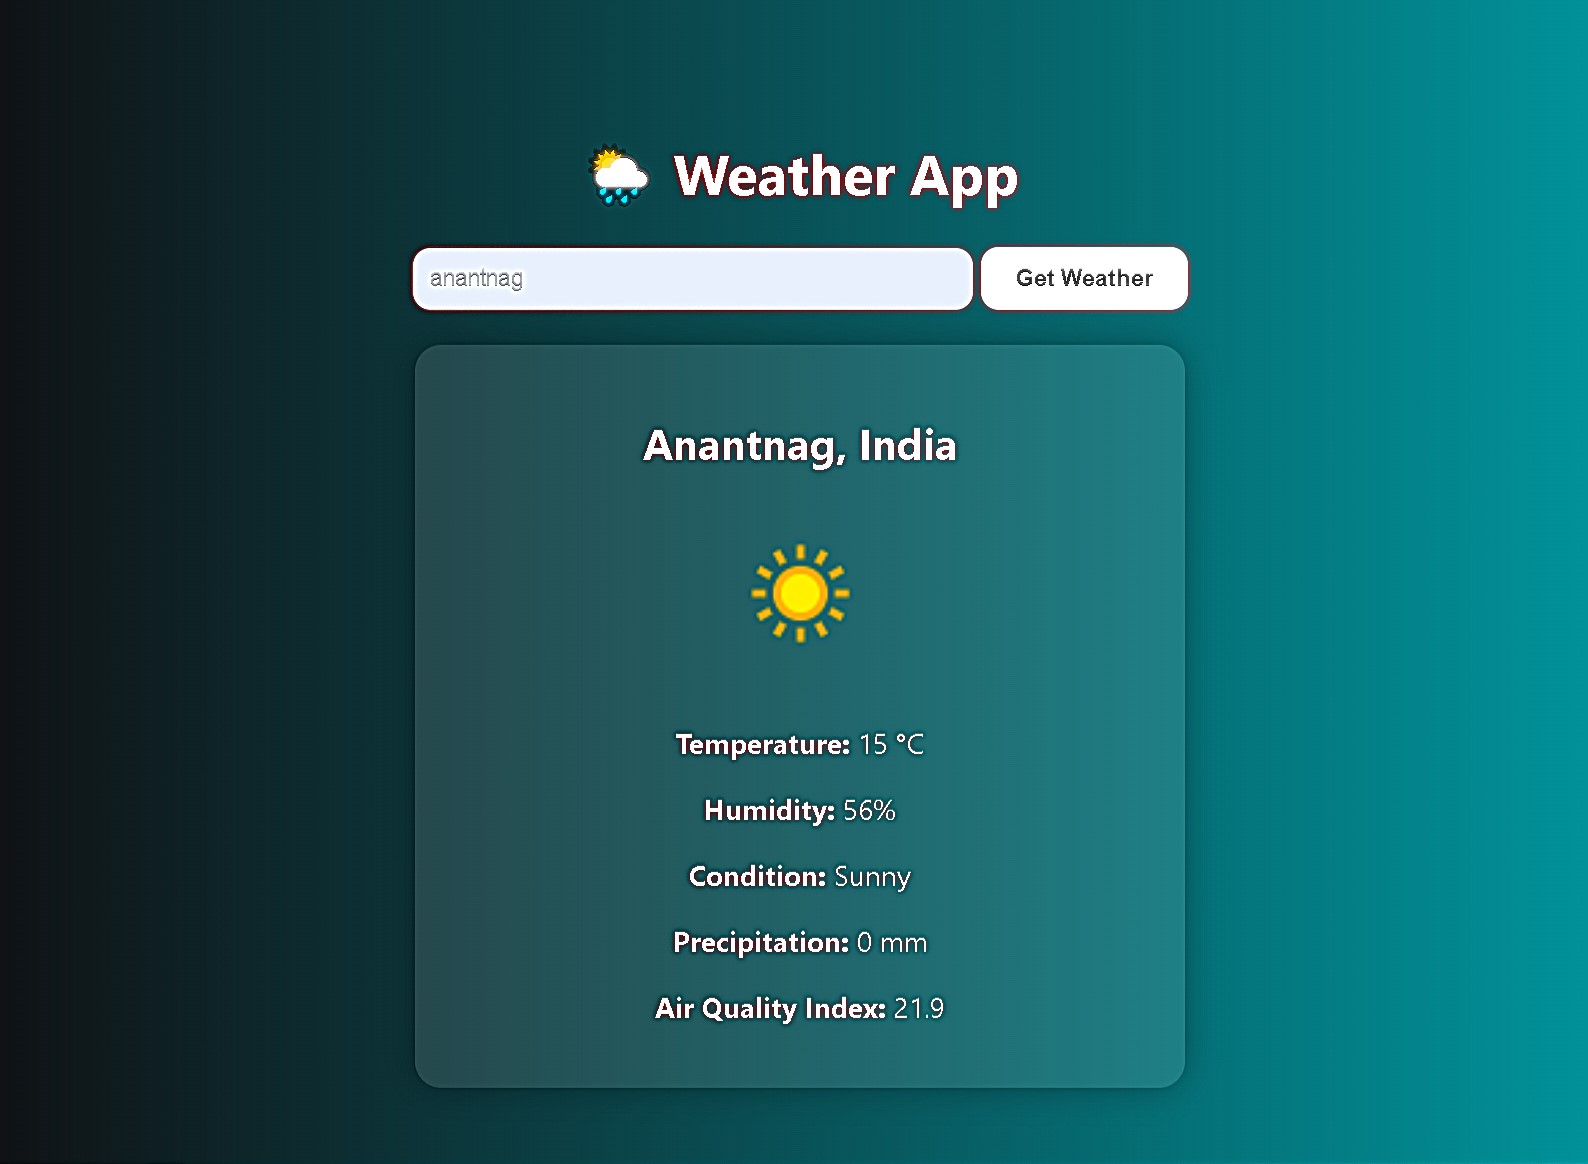 Weather App
anantnag Get Weather
Anantnag, India
Temperature: 15 °C
Humidity: 56%
Condition: Sunny
Precipitation: 0 mm
Air Quality Index: 21.9